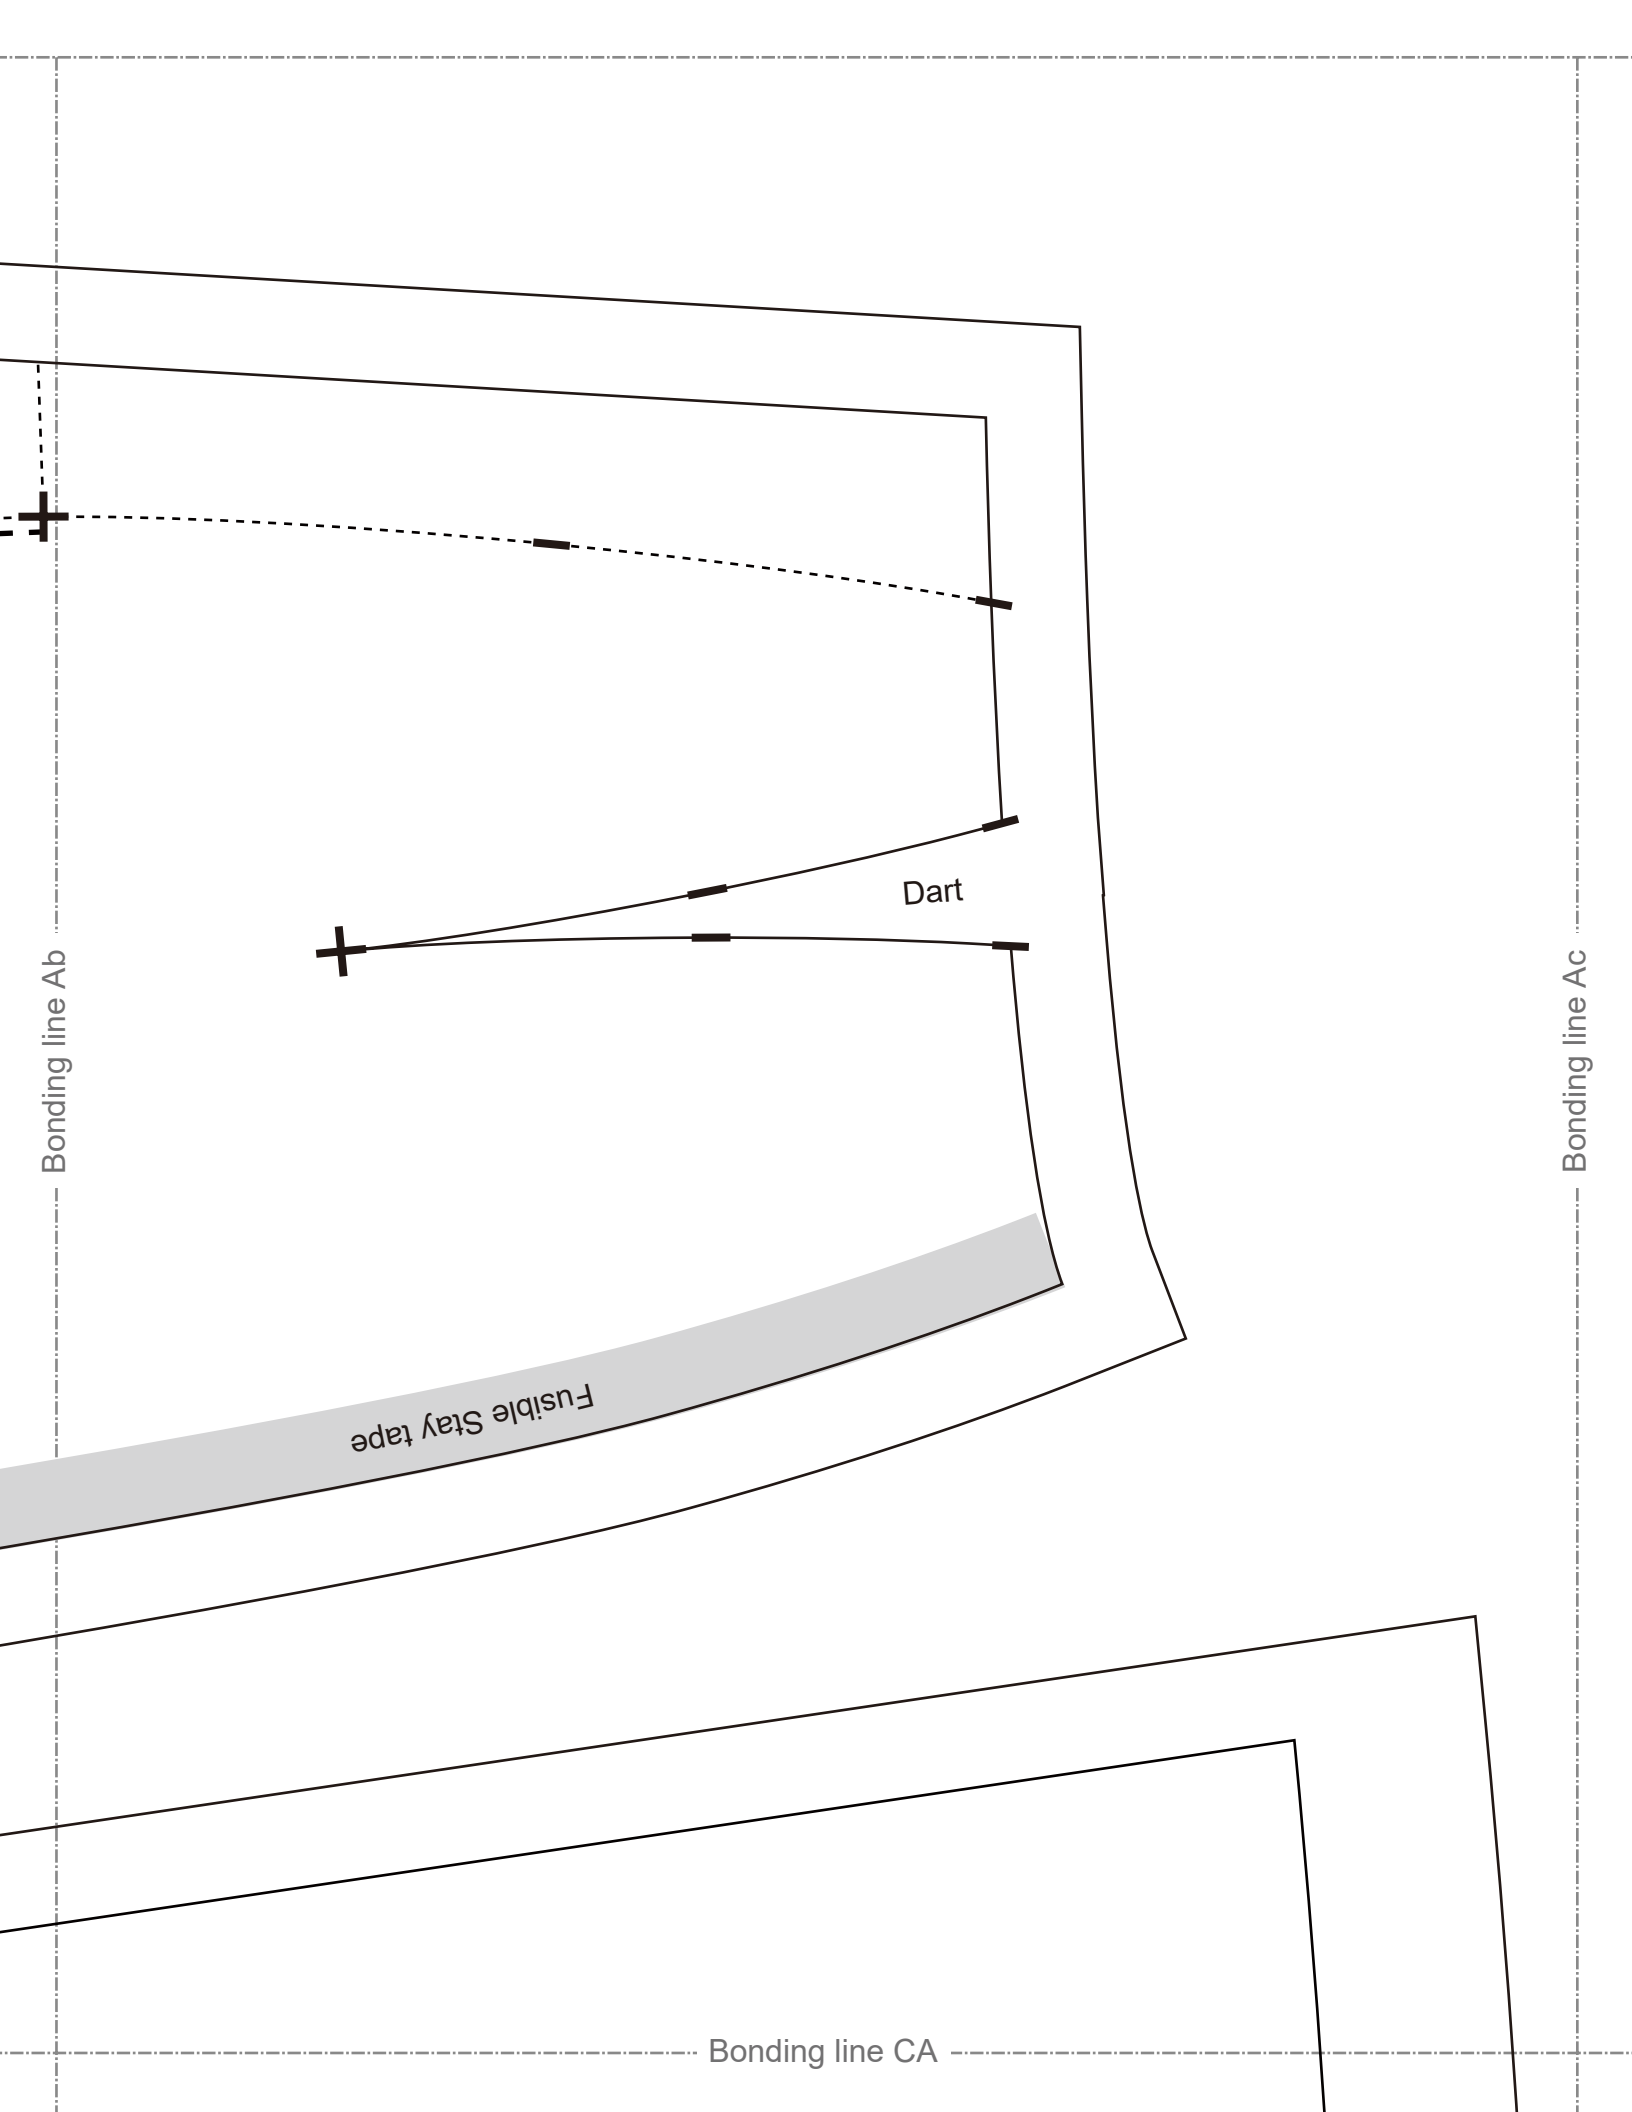 Dart
Bonding line Ab
Bonding line Ac
Fusible Stay tape
Bonding line CA